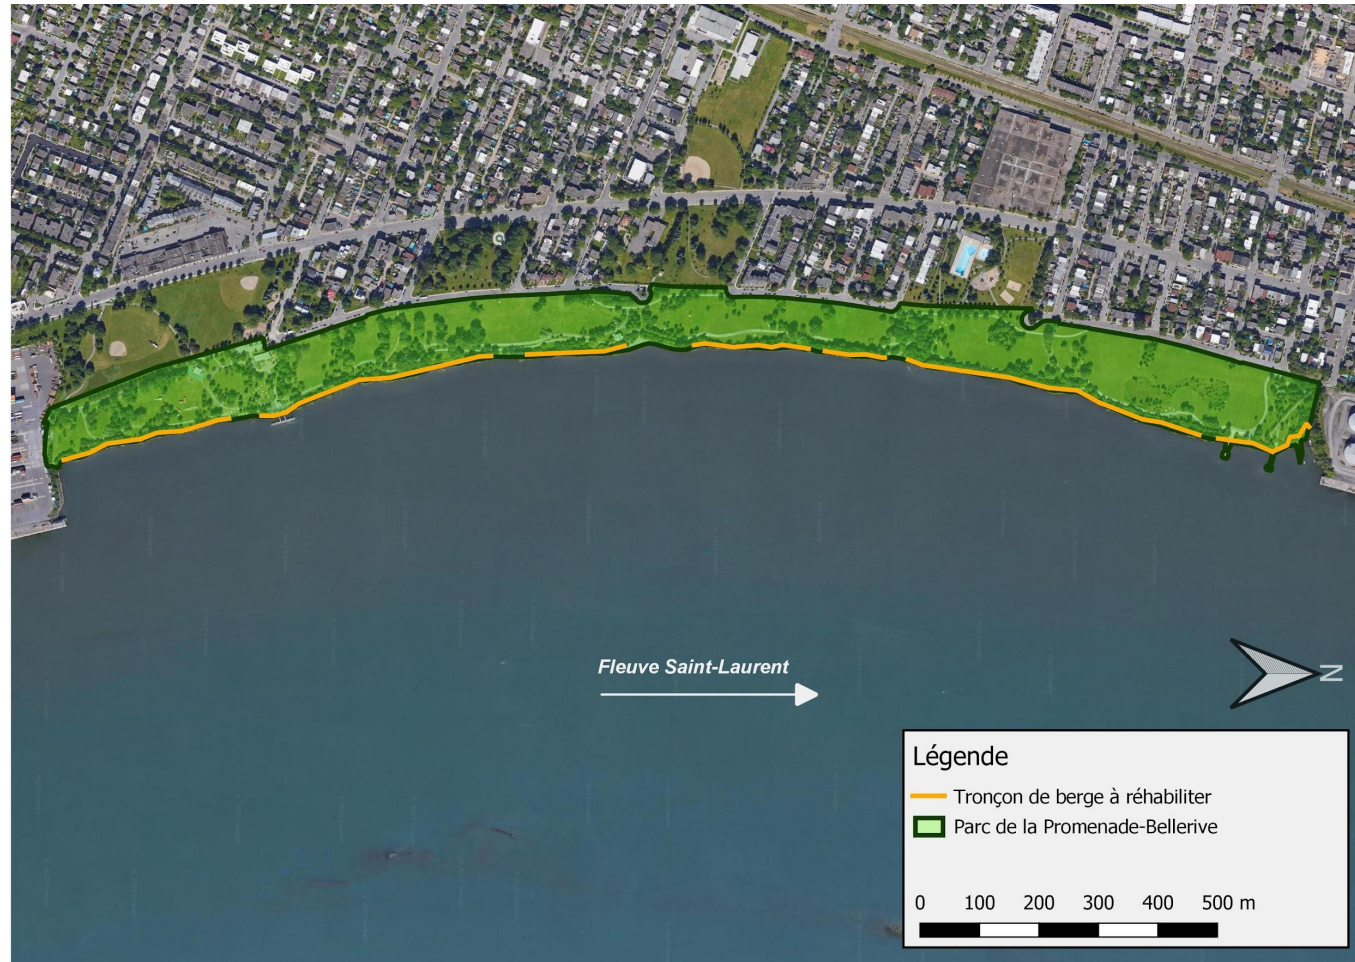 Fleuve Saint-Laurent
N
Légende
Tronçon de berge à réhabiliter
Parc de la Promenade-Bellerive
0 100 200 300 400 500 m